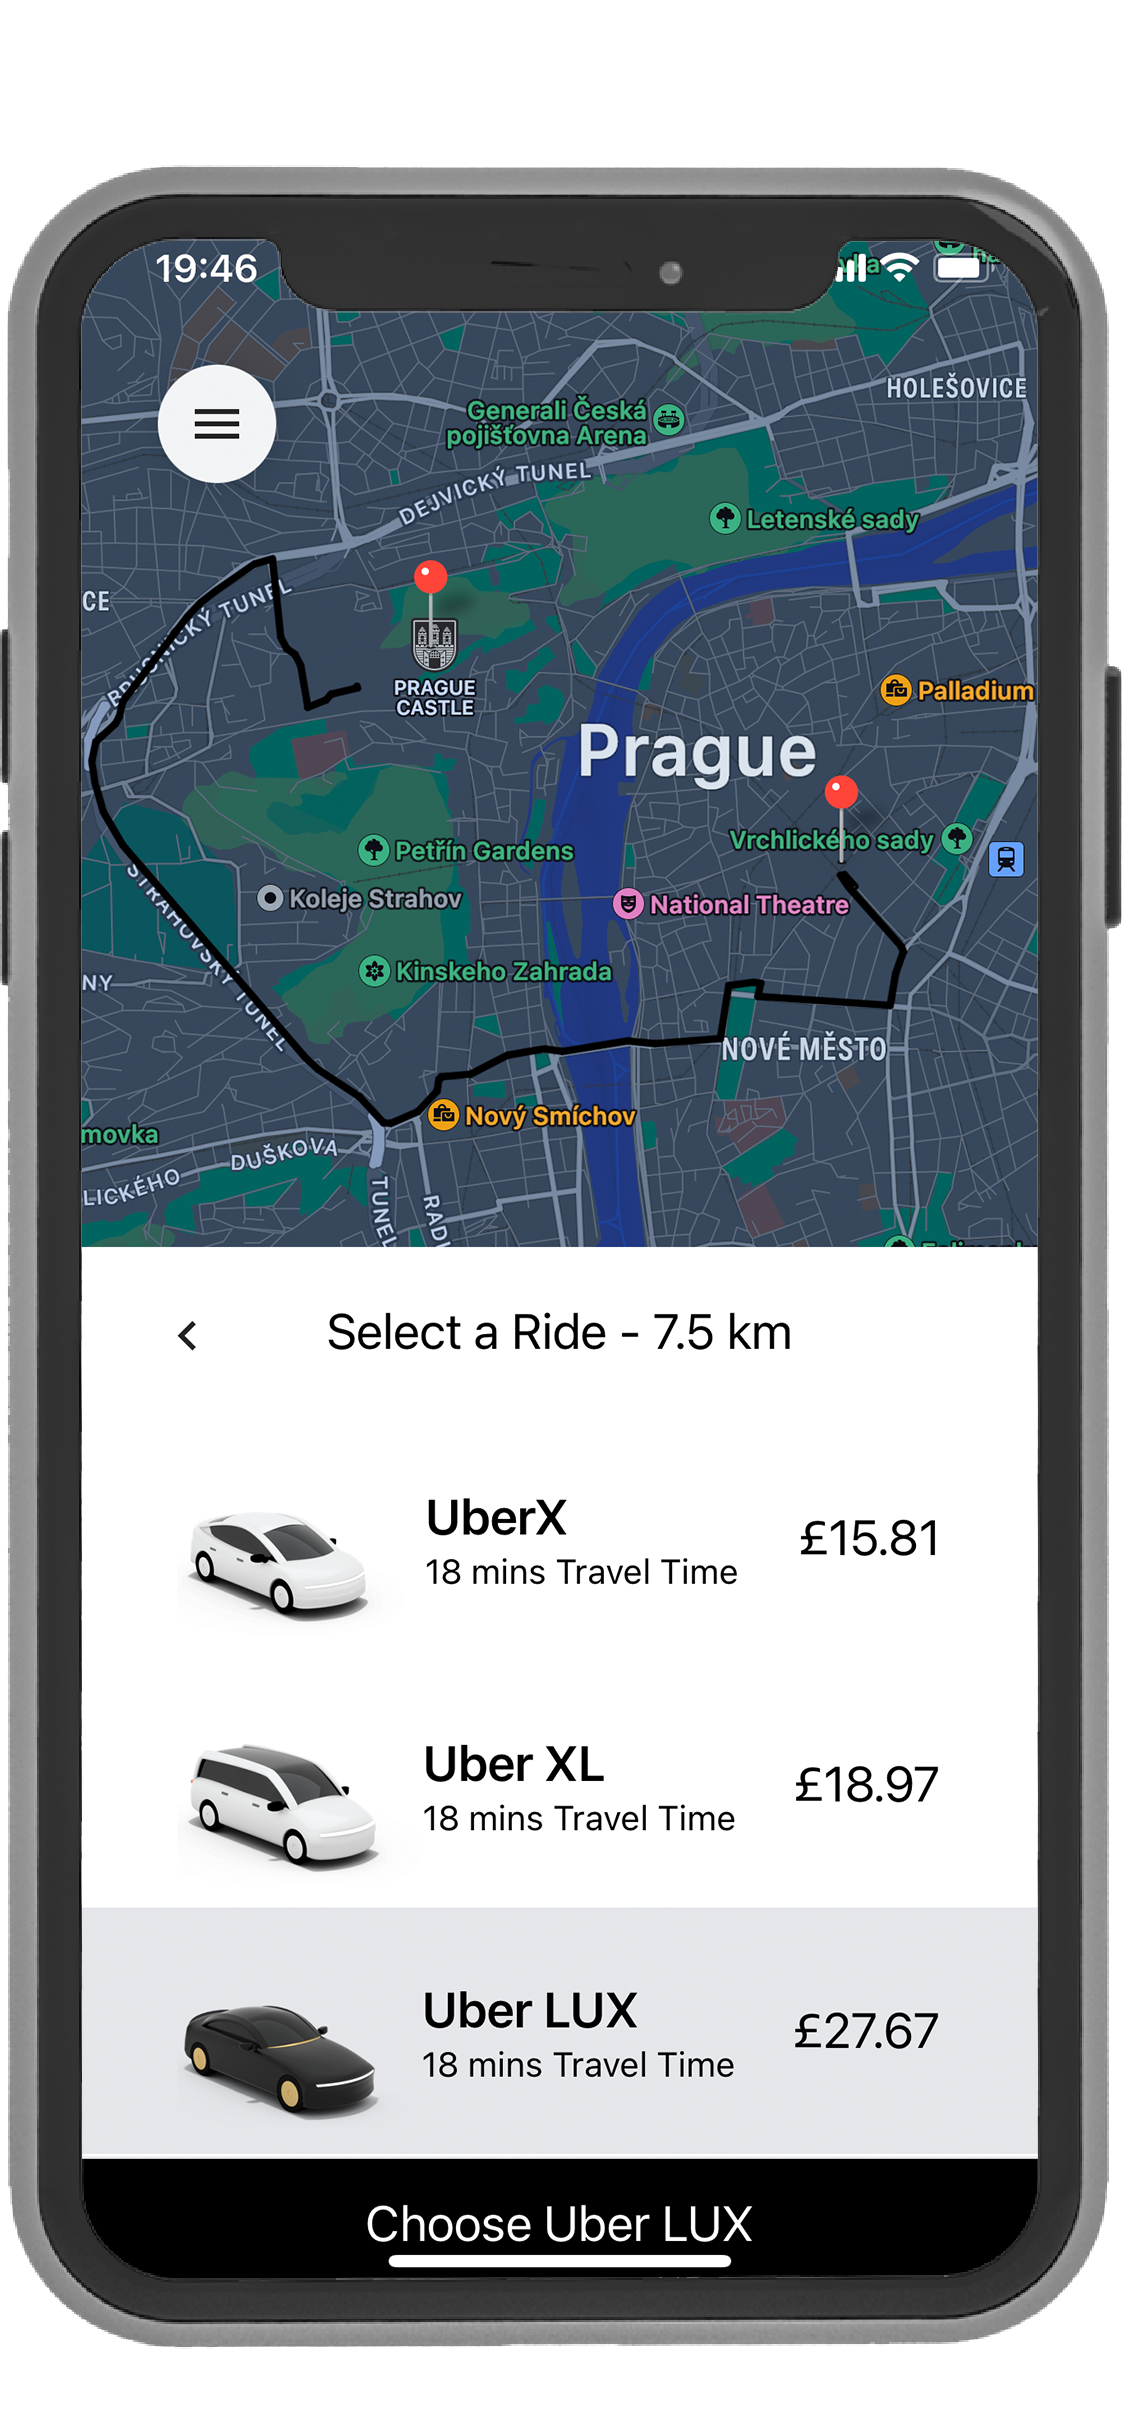 19:46
HOLEŠOVICE
Generali Česká
pojišťovna Arena
DEJVICKÝ TUNEL
Letenské sady
CE
BRUSNICKÝ TUNEL
PRAGUE
CASTLE
Palladium
Prague
Vrchlického sady
Petřín Gardens
Koleje Strahov
National Theatre
STRAHOVSKÝ TUNEL
Kinskeho Zahrada
NY
NOVÉ MĚSTO
Nový Smíchov
movka
DUŠKOVA
LICKÉHO
TUNEL
RADL
Select a Ride - 7.5 km
UberX
18 mins Travel Time
£15.81
Uber XL
18 mins Travel Time
£18.97
Uber LUX
18 mins Travel Time
£27.67
Choose Uber LUX